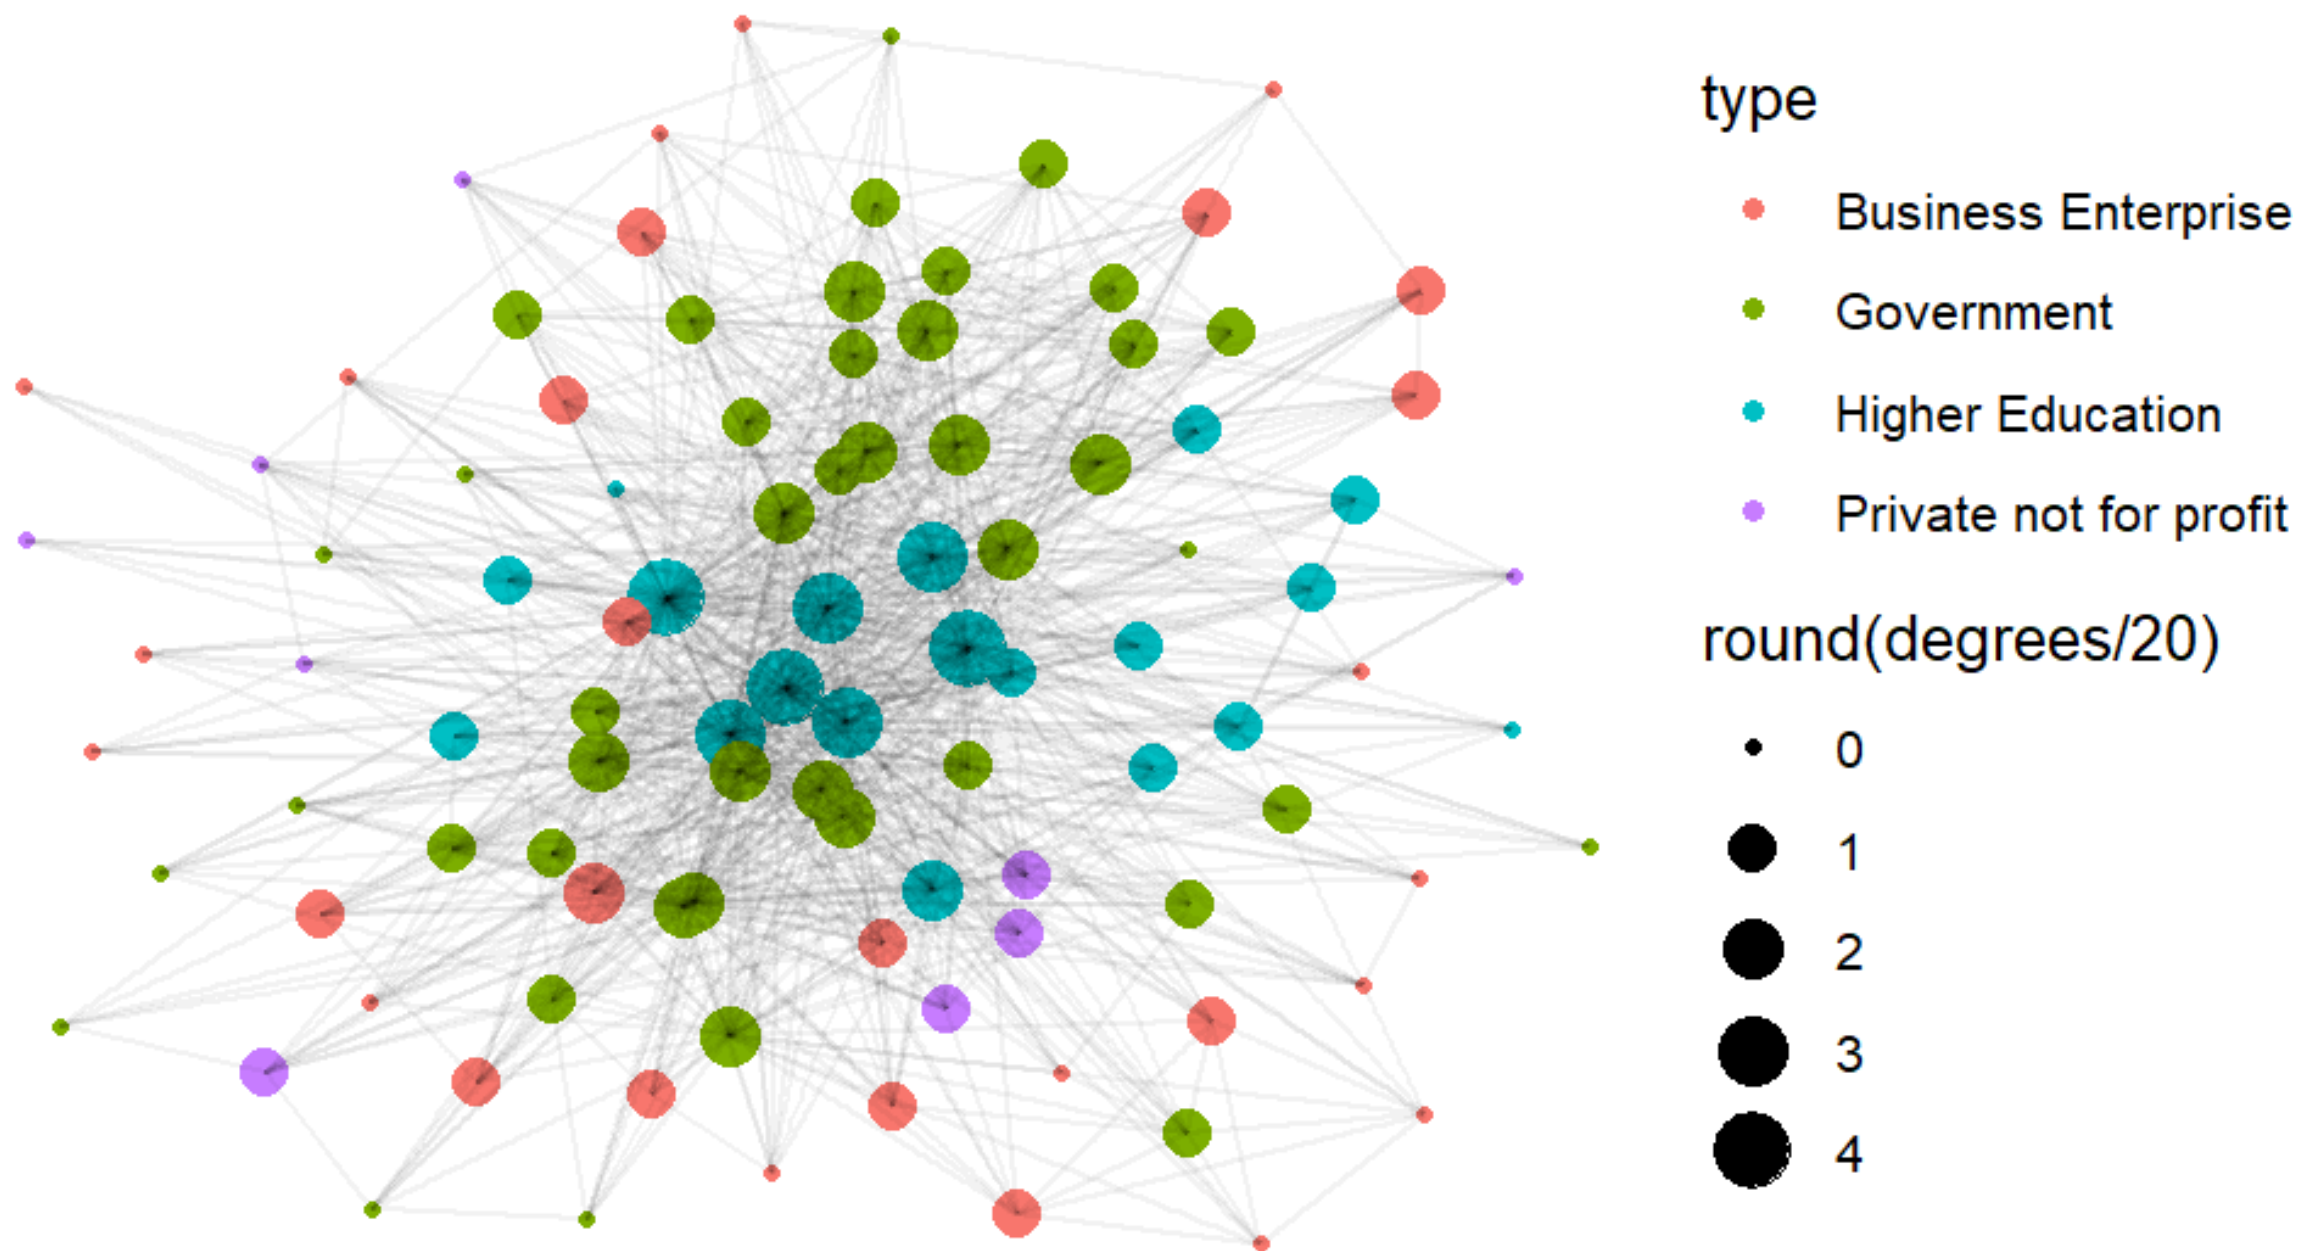 type
Business Enterprise
Government
Higher Education
Private not for profit
round(degrees/20)
0
1
2
3
4